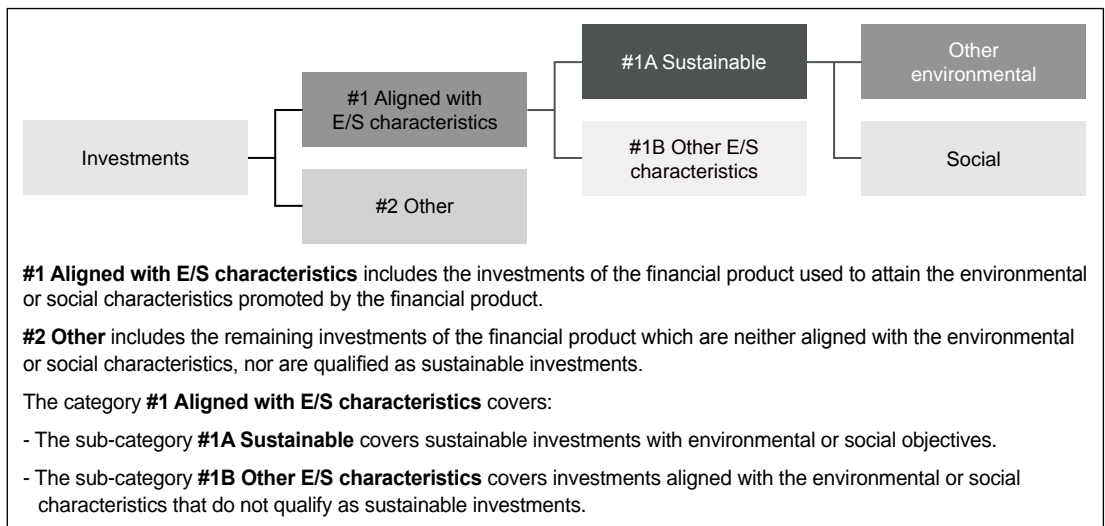 Investments
#1 Aligned with
E/S characteristics
#2 Other
#1A Sustainable
#1B Other E/S
characteristics
Other
environmental
Social
#1 Aligned with E/S characteristics includes the investments of the financial product used to attain the environmental
or social characteristics promoted by the financial product.
#2 Other includes the remaining investments of the financial product which are neither aligned with the environmental
or social characteristics, nor are qualified as sustainable investments.
The category #1 Aligned with E/S characteristics covers:
- The sub-category #1A Sustainable covers sustainable investments with environmental or social objectives.
- The sub-category #1B Other E/S characteristics covers investments aligned with the environmental or social
characteristics that do not qualify as sustainable investments.